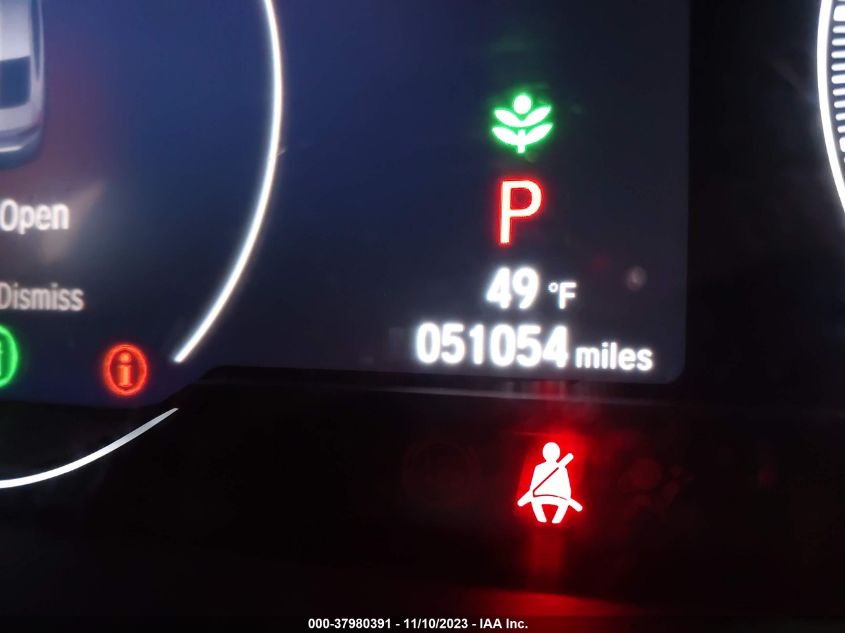 Open
Dismiss
P
49 °F
051054 miles
000-37980391 - 11/10/2023 - IAA Inc.